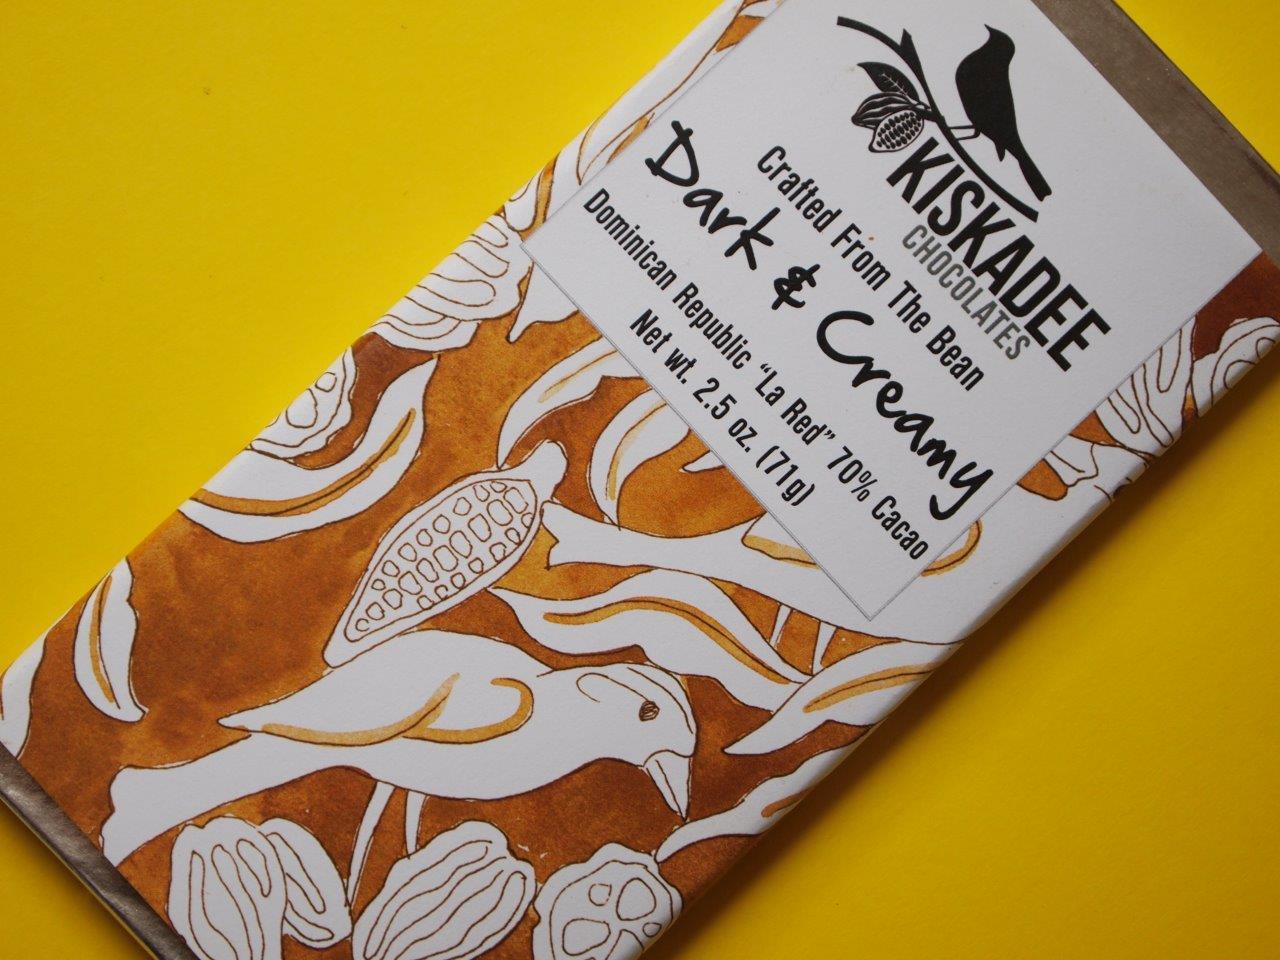 KISKADEE
CHOCOLATES
Crafted From The Bean
Dark & Creamy
Dominican Republic “La Red” 70% Cacao
Net wt. 2.5 oz. (71g)